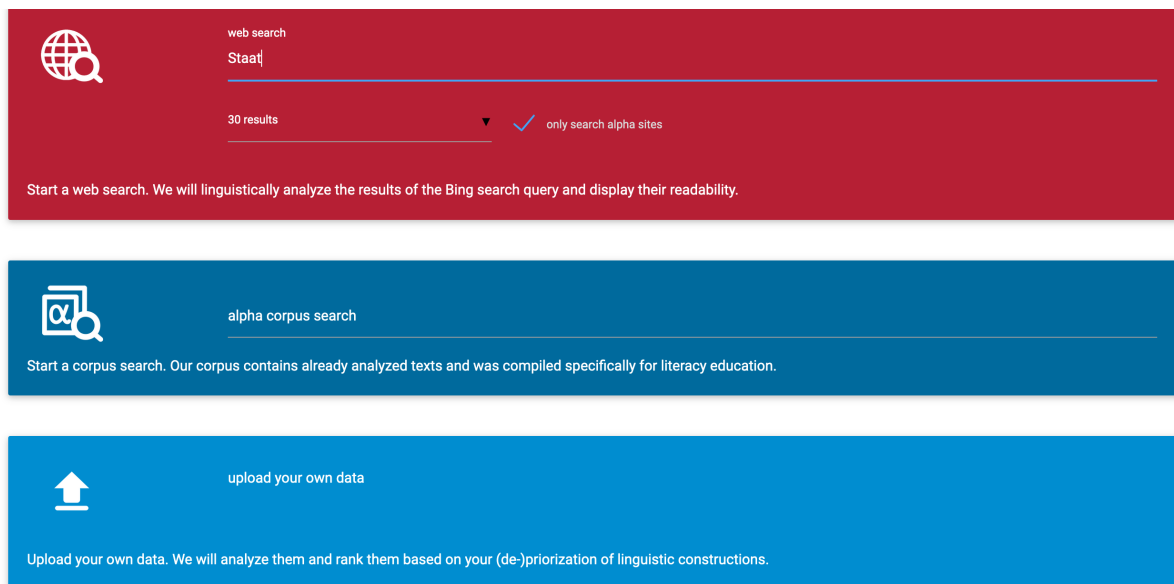 web search
Staat
30 results
only search alpha sites
Start a web search. We will linguistically analyze the results of the Bing search query and display their readability.
α
alpha corpus search
Start a corpus search. Our corpus contains already analyzed texts and was compiled specifically for literacy education.
upload your own data
Upload your own data. We will analyze them and rank them based on your (de-)priorization of linguistic constructions.